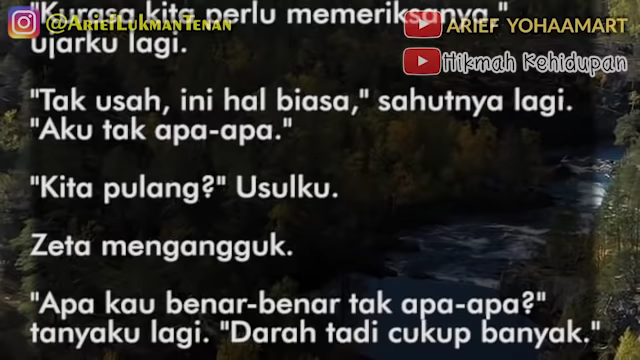 "Kurasa kita perlu memeriksanya,"
@AriefLukmanTenan
ARIEF YOHAAMART
ujarku lagi.
Hikmah Kehidupan
"Tak usah, ini hal biasa," sahutnya lagi.
"Aku tak apa-apa."
"Kita pulang?" Usulku.
Zeta mengangguk.
"Apa kau benar-benar tak apa-apa?"
tanyaku lagi. "Darah tadi cukup banyak."